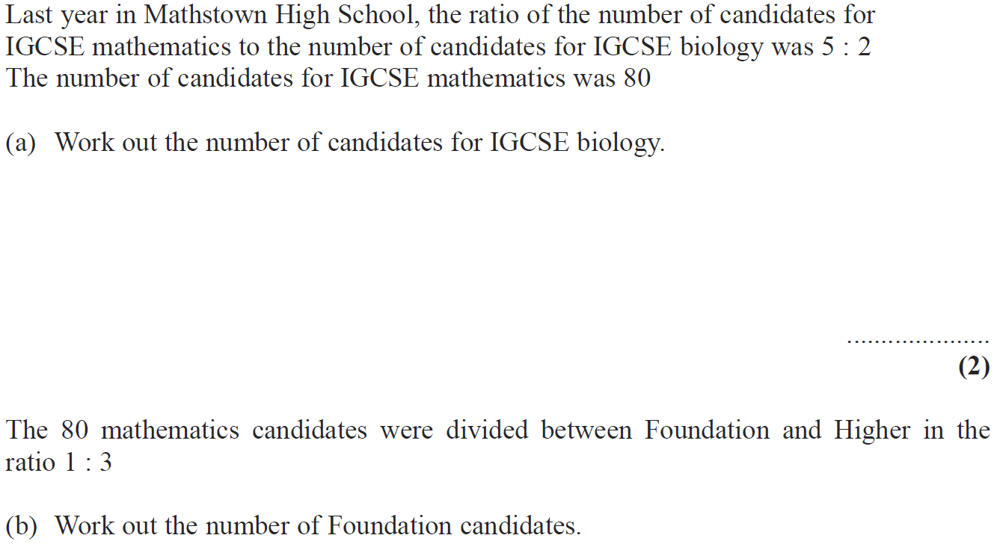 Last year in Mathstown High School, the ratio of the number of candidates for
IGCSE mathematics to the number of candidates for IGCSE biology was 5 : 2
The number of candidates for IGCSE mathematics was 80
(a) Work out the number of candidates for IGCSE biology.
.....................
(2)
The 80 mathematics candidates were divided between Foundation and Higher in the
ratio 1 : 3
(b) Work out the number of Foundation candidates.